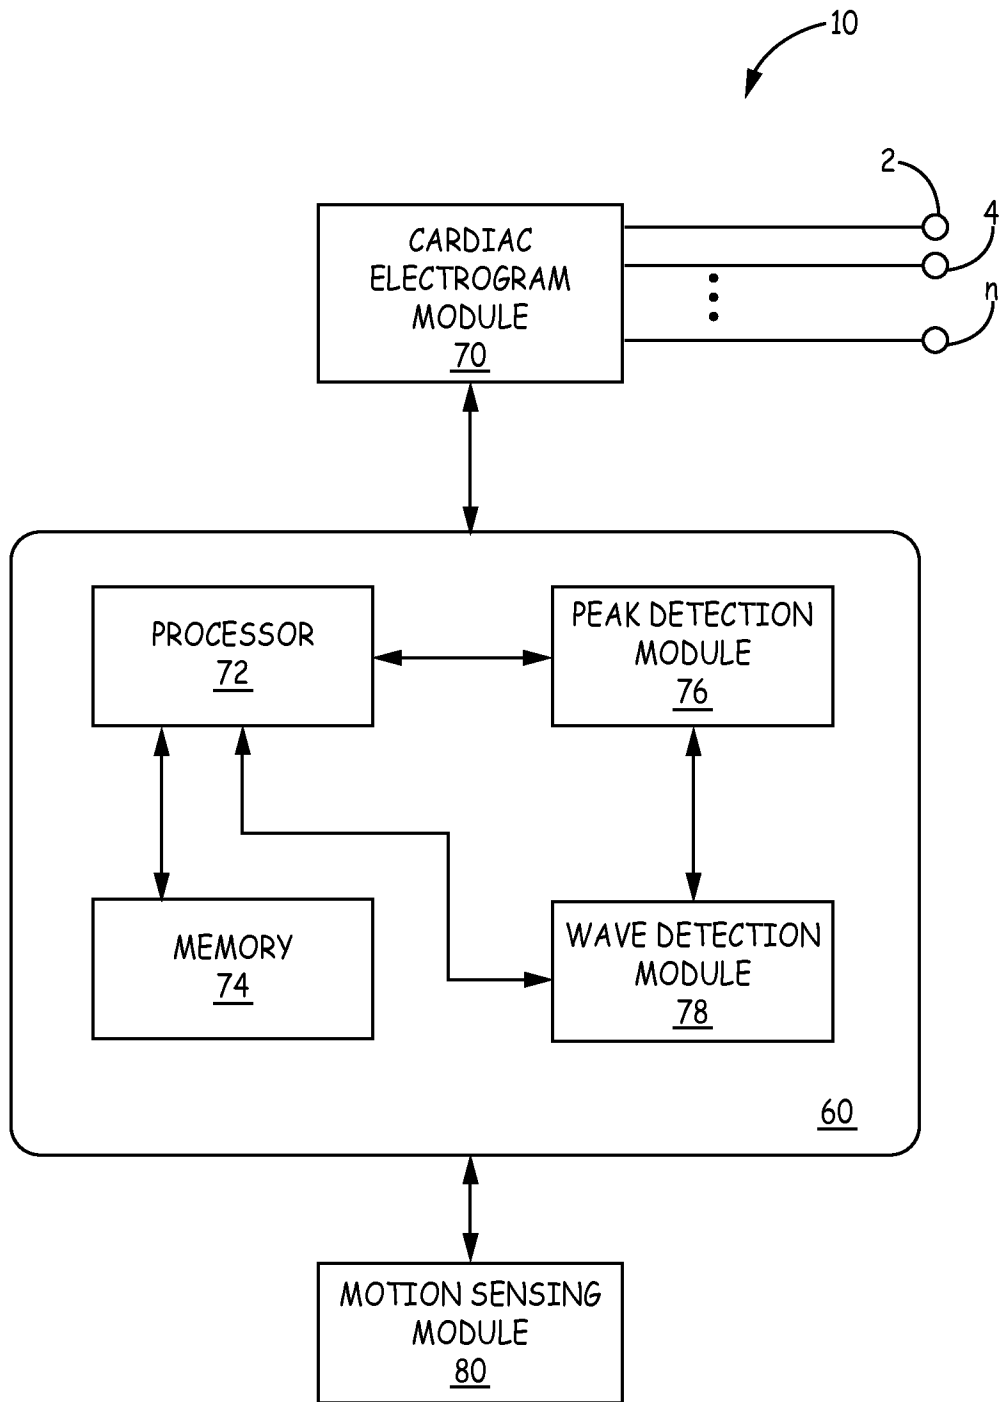 10
2
4
n
CARDIAC
ELECTROGRAM
MODULE
70
PROCESSOR
72
PEAK DETECTION
MODULE
76
MEMORY
74
WAVE DETECTION
MODULE
78
60
MOTION SENSING
MODULE
80